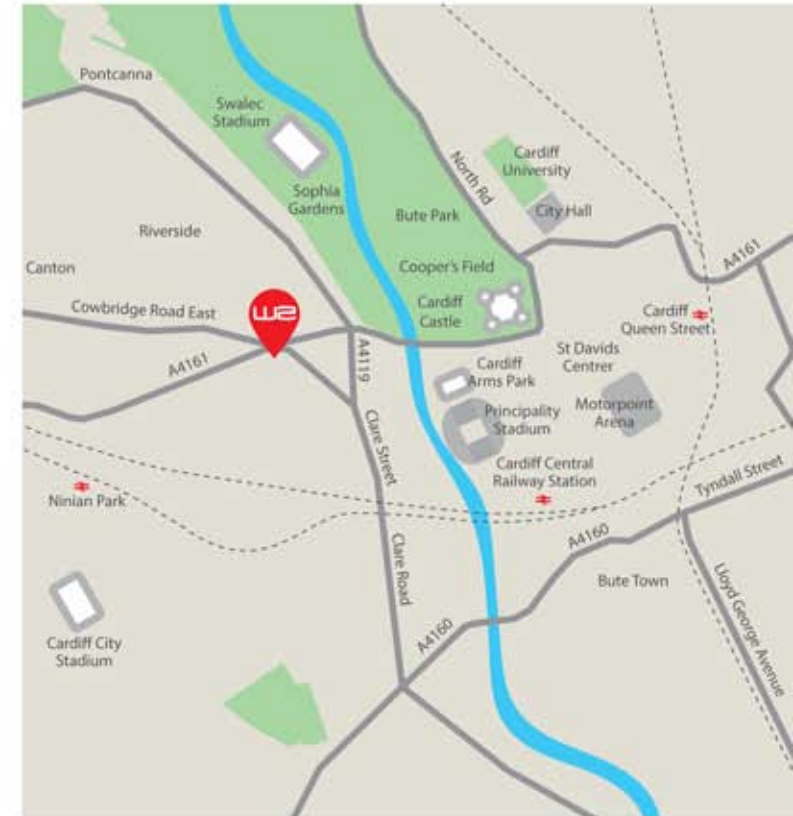 Pontcanna
Swalec
Stadium
Cardiff
University
North Rd
Sophia
Gardens
Bute Park
City Hall
Riverside
A4161
Canton
Cooper's Field
Cowbridge Road East
W2
Cardiff
Castle
Cardiff
Queen Street
A4161
A4119
St Davids
Centrer
Cardiff
Arms Park
Principality
Stadium
Motorpoint
Arena
Clare Street
Cardiff Central
Railway Station
Tyndall Street
Ninian Park
A4160
Clare Road
Bute Town
Lloyd George Avenue
Cardiff City
Stadium
A4160